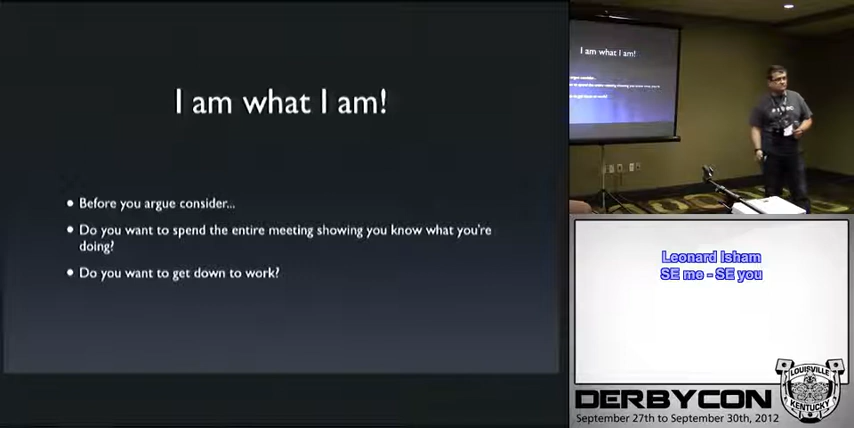 I am what I am!
Before you argue consider...
Do you want to spend the entire meeting showing you know what you're
doing?
Do you want to get down to work?
I am what I am!
Leonard Isham
SE me - SE you
LOUISVILLE
KENTUCKY
DERBYCON
September 27th to September 30th, 2012